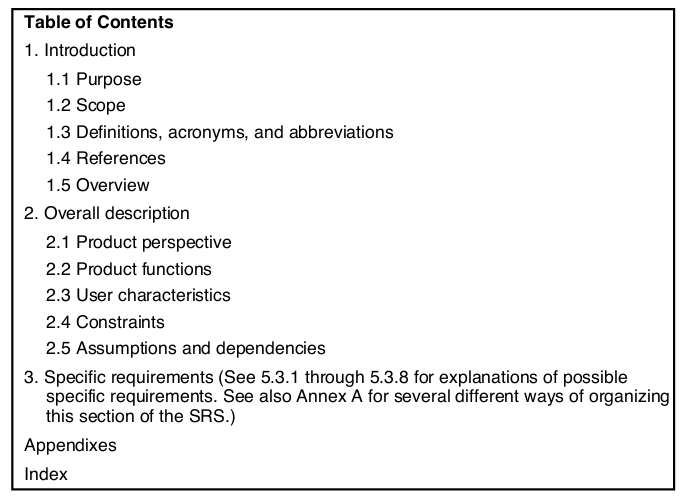 Table of Contents
1. Introduction
1.1 Purpose
1.2 Scope
1.3 Definitions, acronyms, and abbreviations
1.4 References
1.5 Overview
2. Overall description
2.1 Product perspective
2.2 Product functions
2.3 User characteristics
2.4 Constraints
2.5 Assumptions and dependencies
3. Specific requirements (See 5.3.1 through 5.3.8 for explanations of possible
specific requirements. See also Annex A for several different ways of organizing
this section of the SRS.)
Appendixes
Index